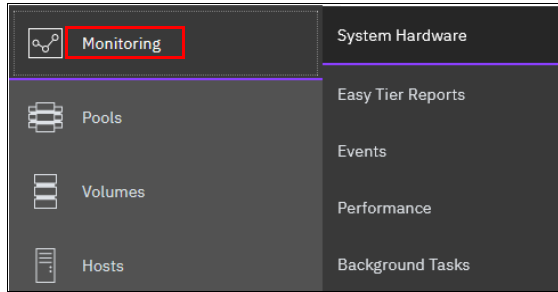 Monitoring
Pools
Volumes
Hosts
System Hardware
Easy Tier Reports
Events
Performance
Background Tasks